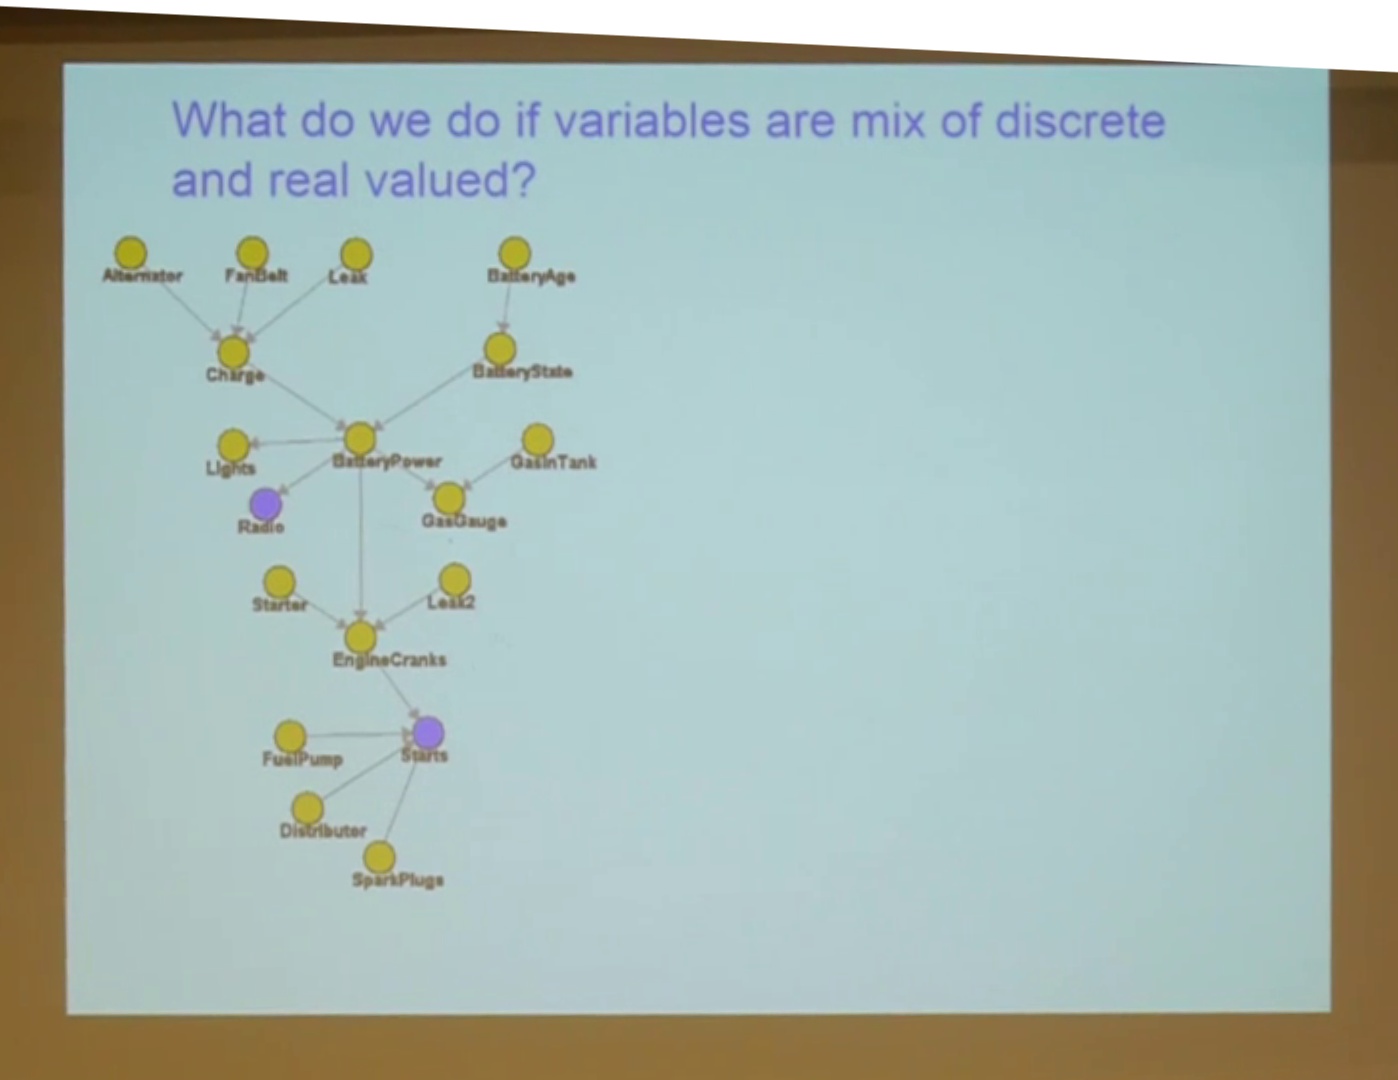 What do we do if variables are mix of discrete
and real valued?
Alternator
FanBelt
Leak
BatteryAge
Charge
BatteryState
Lights
BatteryPower
GasInTank
Radio
GasGauge
Starter
Leak2
EngineCranks
FuelPump
Starts
Distributor
SparkPlugs